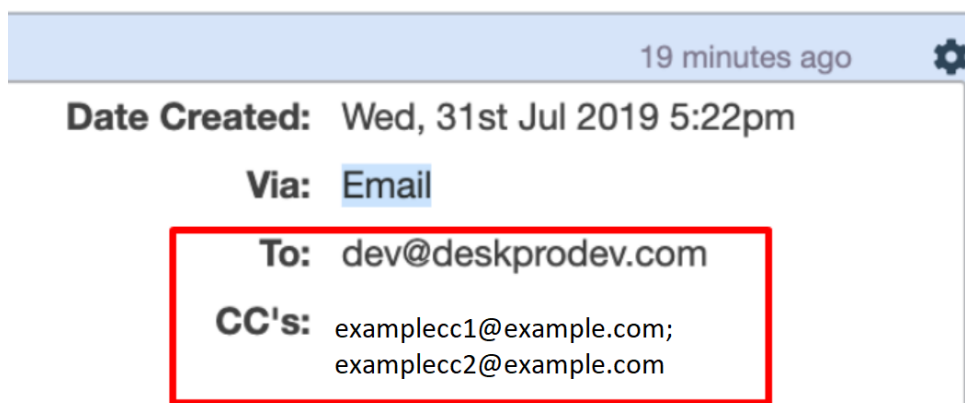 19 minutes ago
Date Created: Wed, 31st Jul 2019 5:22pm
Via: Email
To: dev@deskprodev.com
CC's: examplecc1@example.com;
examplecc2@example.com